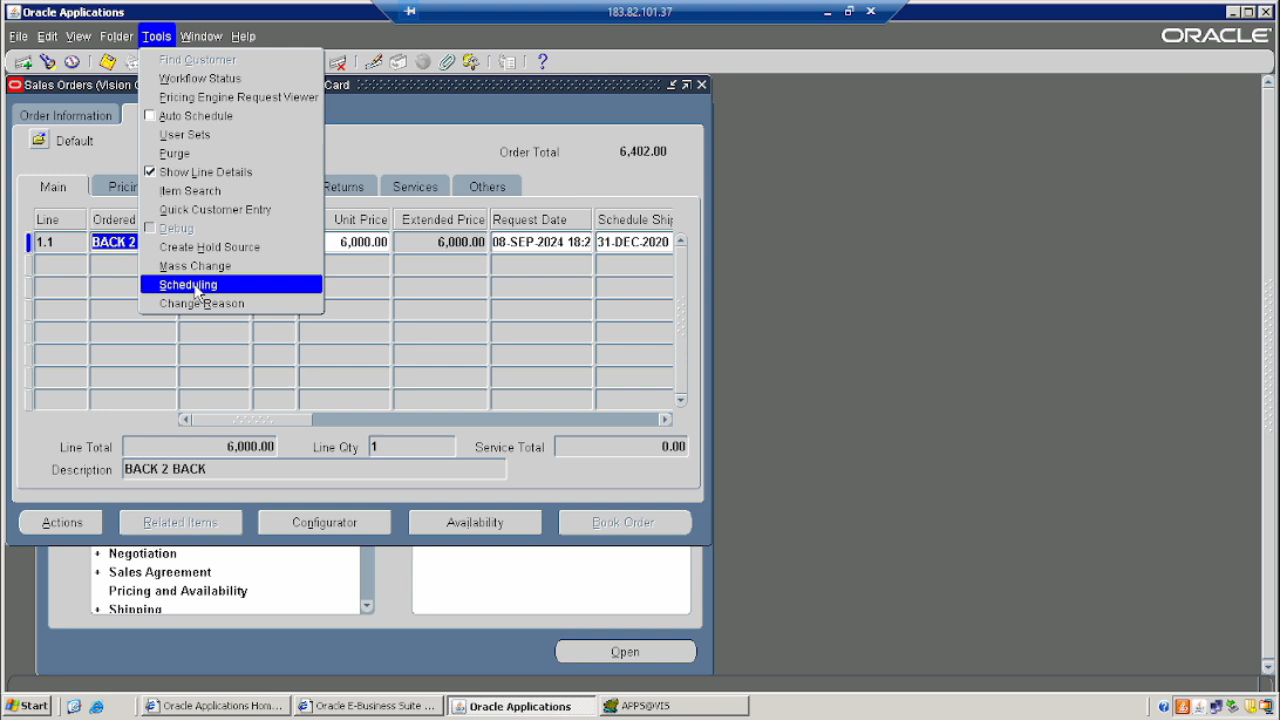 Oracle Applications
183.82.101.37
File Edit View Folder Tools Window Help
ORACLE
Find Customer
Workflow Status
Pricing Engine Request Viewer
Auto Schedule
User Sets
Purge
Show Line Details
Item Search
Quick Customer Entry
Debug
Create Hold Source
Mass Change
Scheduling
Change Reason
Sales Orders (Vision
Card
Order Information
Default
Order Total 6,402.00
Main Returns Services Others
Line Ordered Unit Price Extended Price Request Date Schedule Ship
1.1 BACK 2 6,000.00 6,000.00 08-SEP-2024 18:2 31-DEC-2020
Line Total 6,000.00 Line Qty 1 Service Total 0.00
Description BACK 2 BACK
Actions Related Items Configurator Availability Book Order
+ Negotiation
+ Sales Agreement
Pricing and Availability
+ Shipping
Open
Start Oracle Applications Hom... Oracle E-Business Suite ... Oracle Applications APPS@VIS